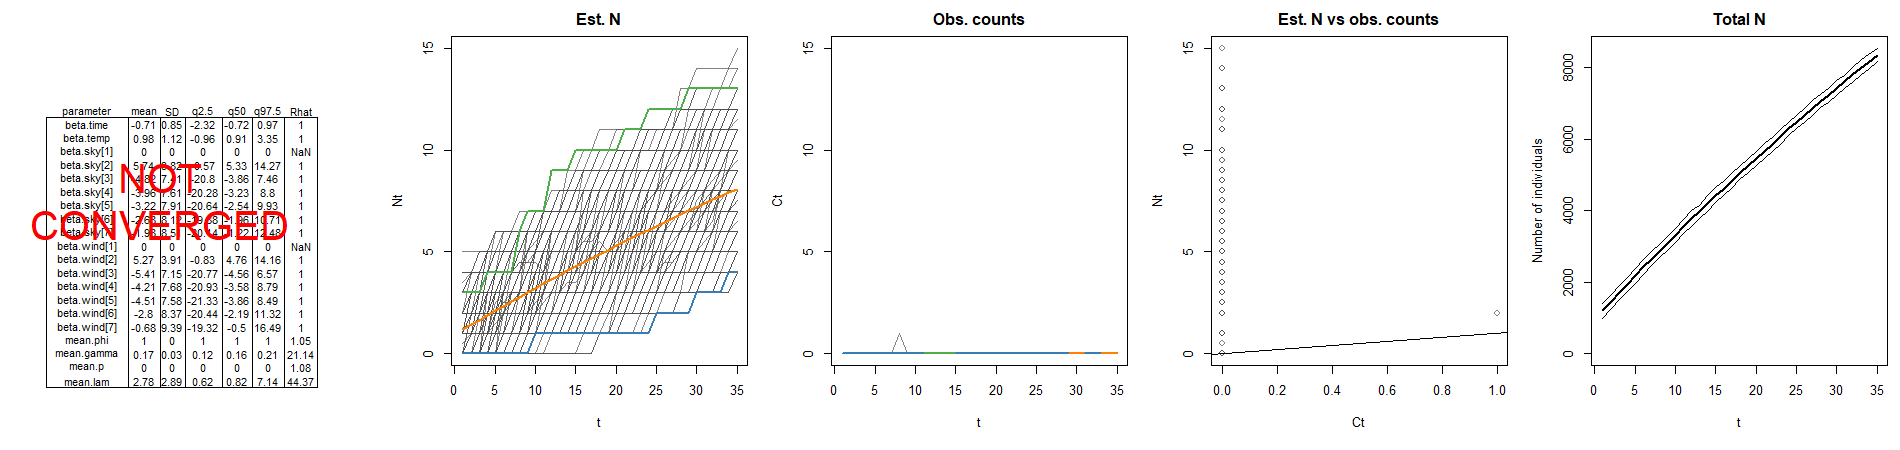 parameter mean SD q2.5 q50 q97.5 Rhat
beta.time -0.71 0.85 -2.32 -0.72 0.97 1
beta.temp 0.98 1.12 -0.96 0.91 3.35 1
beta.sky[1] 0 0 0 0 0 NaN
beta.sky[2] 5.33 14.27 1
beta.sky[3] -20.8 -3.86 7.46 1
beta.sky[4] -20.28 -3.23 8.8 1
beta.sky[5] -3.22 7.91 -20.64 -2.54 9.93 1
NOT
CONVERGED
beta.wind[1] 0 0 0 0 0 NaN
beta.wind[2] 5.27 3.91 -0.83 4.76 14.16 1
beta.wind[3] -5.41 7.15 -20.77 -4.56 6.57 1
beta.wind[4] -4.21 7.68 -20.93 -3.58 8.79 1
beta.wind[5] -4.51 7.58 -21.33 -3.86 8.49 1
beta.wind[6] -2.8 8.37 -20.44 -2.19 11.32 1
beta.wind[7] -0.68 9.39 -19.32 -0.5 16.49 1
mean.phi 1 0 1 1 1 1.05
mean.gamma 0.17 0.03 0.12 0.16 0.21 21.14
mean.p 0 0 0 0 0 1.08
mean.lam 2.78 2.89 0.62 0.82 7.14 44.37
Est. N
Nt
15
10
5
0
0 5 10 15 20 25 30 35
t
Obs. counts
Ct
15
10
5
0
0 5 10 15 20 25 30 35
t
Est. N vs obs. counts
Nt
15
10
5
0
0.0 0.2 0.4 0.6 0.8 1.0
Ct
Total N
Number of individuals
8000
6000
4000
2000
0
0 5 10 15 20 25 30 35
t